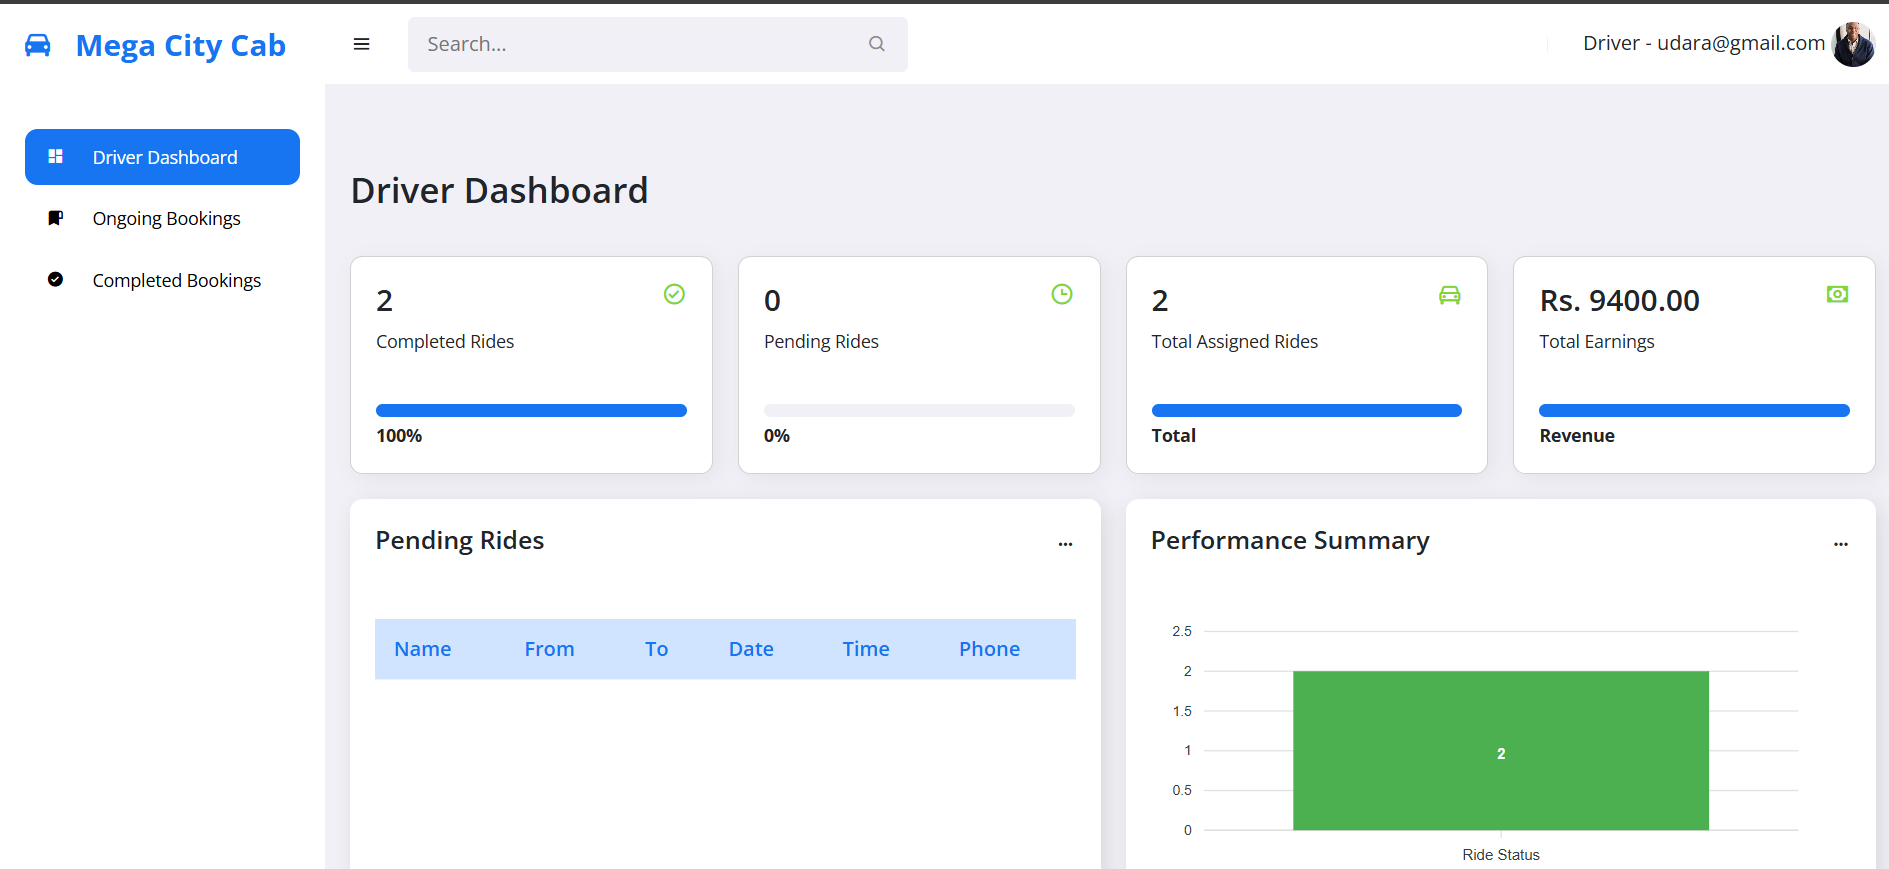 Mega City Cab
Search...
Driver - udara@gmail.com
Driver Dashboard
Ongoing Bookings
Completed Bookings
Driver Dashboard
2
Completed Rides
100%
0
Pending Rides
0%
2
Total Assigned Rides
Total
Rs. 9400.00
Total Earnings
Revenue
Pending Rides
...
Name From To Date Time Phone
Performance Summary
...
2.5
2
1.5
1
0.5
0
2
Ride Status